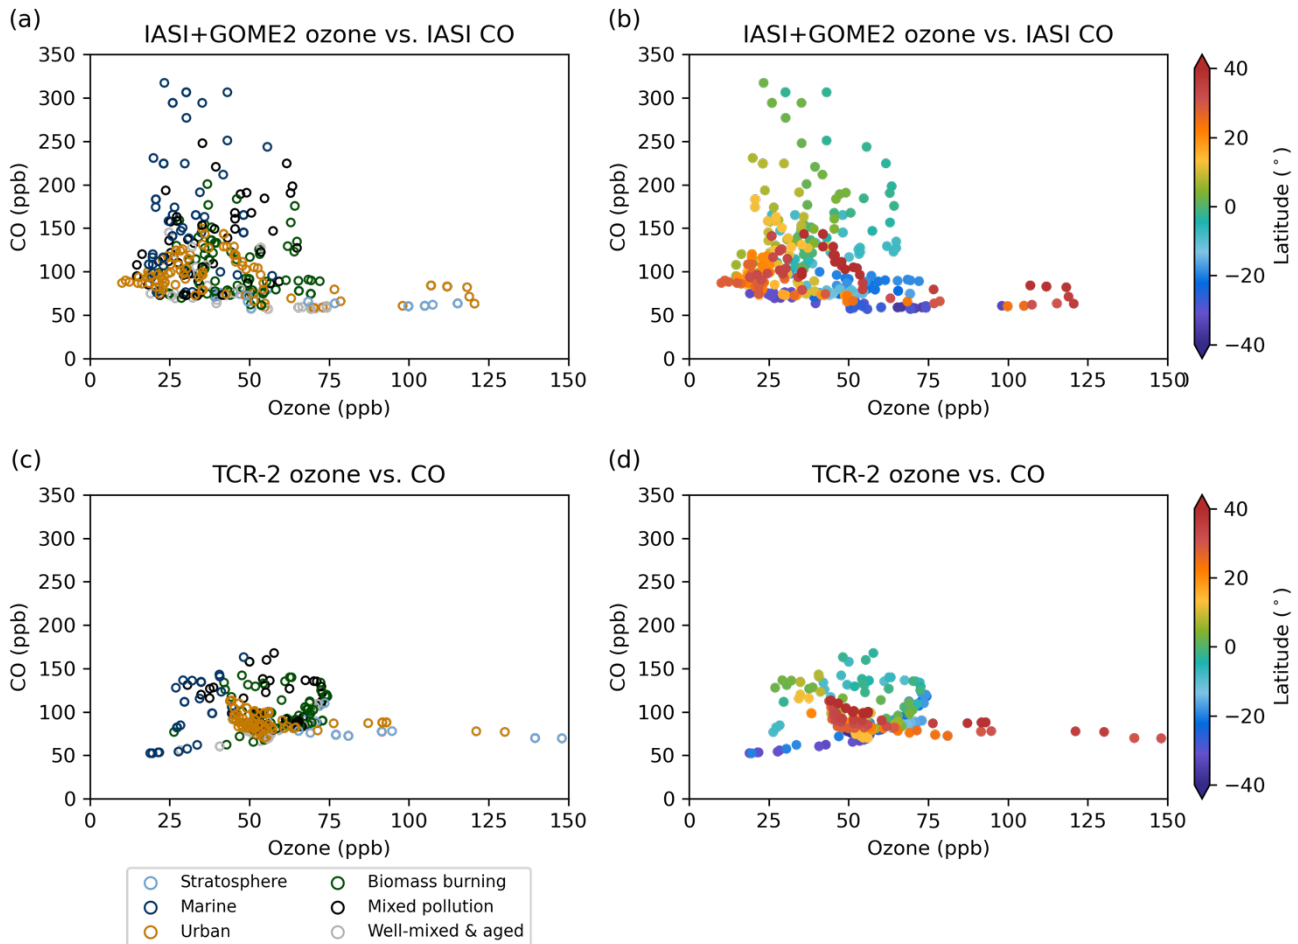 (a)
IASI+GOME2 ozone vs. IASI CO
350
300
250
200
150
100
50
0
CO (ppb)
0 25 50 75 100 125 150
Ozone (ppb)
(b)
IASI+GOME2 ozone vs. IASI CO
350
300
250
200
150
100
50
0
CO (ppb)
0 25 50 75 100 125 150
Ozone (ppb)
40
20
0
−20
−40
Latitude (°)
(c)
TCR-2 ozone vs. CO
350
300
250
200
150
100
50
0
CO (ppb)
0 25 50 75 100 125 150
Ozone (ppb)
(d)
TCR-2 ozone vs. CO
350
300
250
200
150
100
50
0
CO (ppb)
0 25 50 75 100 125 150
Ozone (ppb)
40
20
0
−20
−40
Latitude (°)
Stratosphere
Marine
Urban
Biomass burning
Mixed pollution
Well-mixed & aged